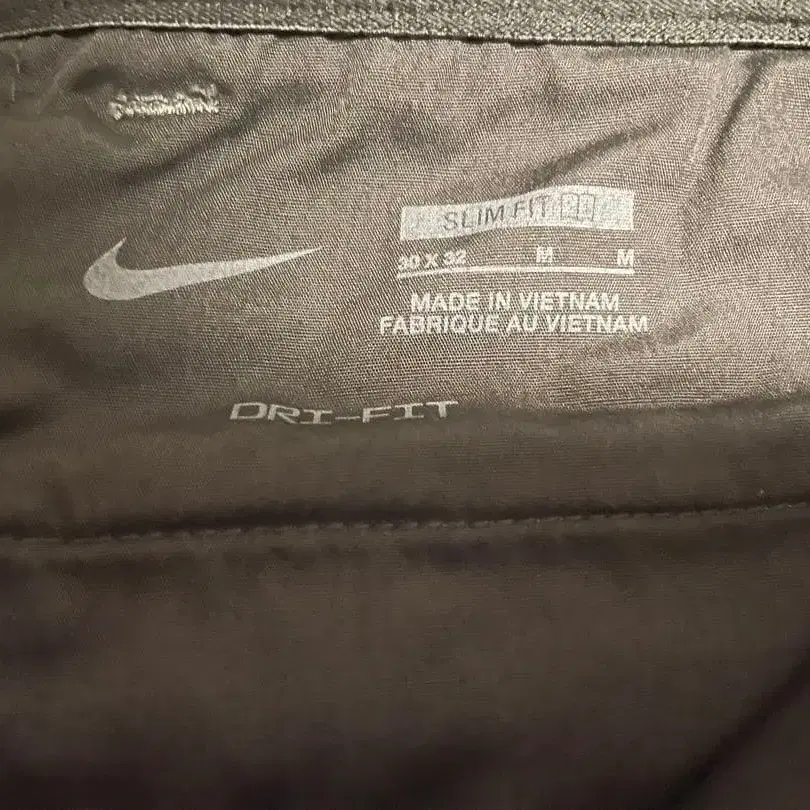 SLIM FIT
30 X 32 M M
MADE IN VIETNAM
FABRIQUE AU VIETNAM
DRI-FIT